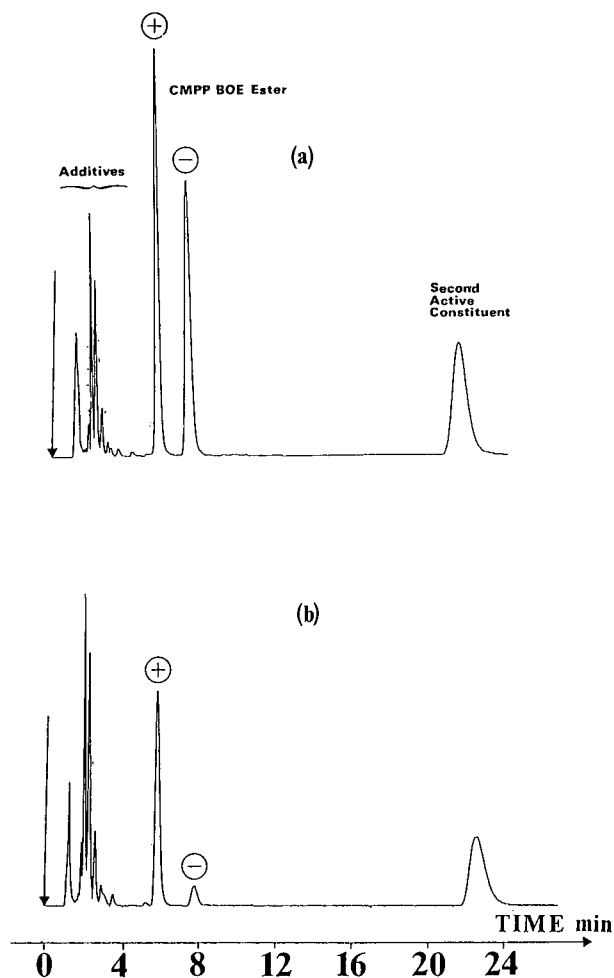 +
CMPP BOE Ester
(a)
−
Additives
Second
Active
Constituent
(b)
+
−
TIME min
0 4 8 12 16 20 24